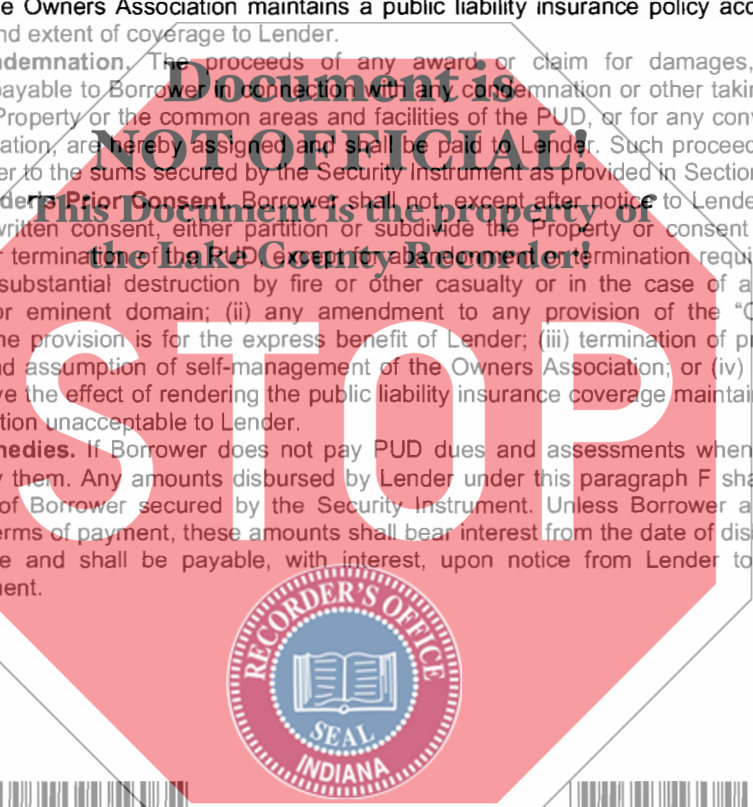 e Owners Association maintains a public liability insurance policy acc
nd extent of coverage to Lender.
demnation. The proceeds of any award or claim for damages,
payable to Borrower in connection with any condemnation or other takin
Property or the common areas and facilities of the PUD, or for any conv
ation, are hereby assigned and shall be paid to Lender. Such proceed
er to the sums secured by the Security Instrument as provided in Section
der's Prior Consent. Borrower shall not, except after notice to Lende
written consent, either partition or subdivide the Property or consent
r termination of the PUD, except for abandonment or termination requi
substantial destruction by fire or other casualty or in the case of a
or eminent domain; (ii) any amendment to any provision of the "C
he provision is for the express benefit of Lender; (iii) termination of pr
nd assumption of self-management of the Owners Association; or (iv)
ve the effect of rendering the public liability insurance coverage maintai
tion unacceptable to Lender.
nedies. If Borrower does not pay PUD dues and assessments when
y them. Any amounts disbursed by Lender under this paragraph F sha
of Borrower secured by the Security Instrument. Unless Borrower a
erms of payment, these amounts shall bear interest from the date of dis
e and shall be payable, with interest, upon notice from Lender to
nent.
Document is
NOT OFFICIAL!
This Document is the property of
the Lake County Recorder!
STOP
RECORDER'S OFFICE
SEAL
INDIANA